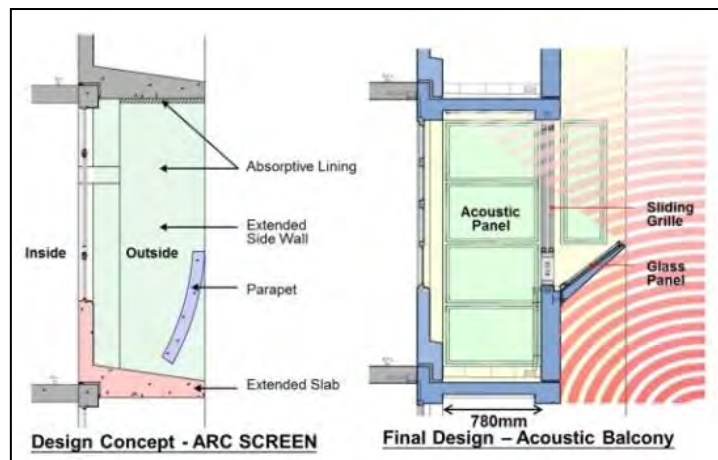 Absorptive Lining
Extended
Side Wall
Inside
Outside
Parapet
Extended Slab
Design Concept - ARC SCREEN
Acoustic
Panel
Sliding
Grille
Glass
Panel
780mm
Final Design – Acoustic Balcony